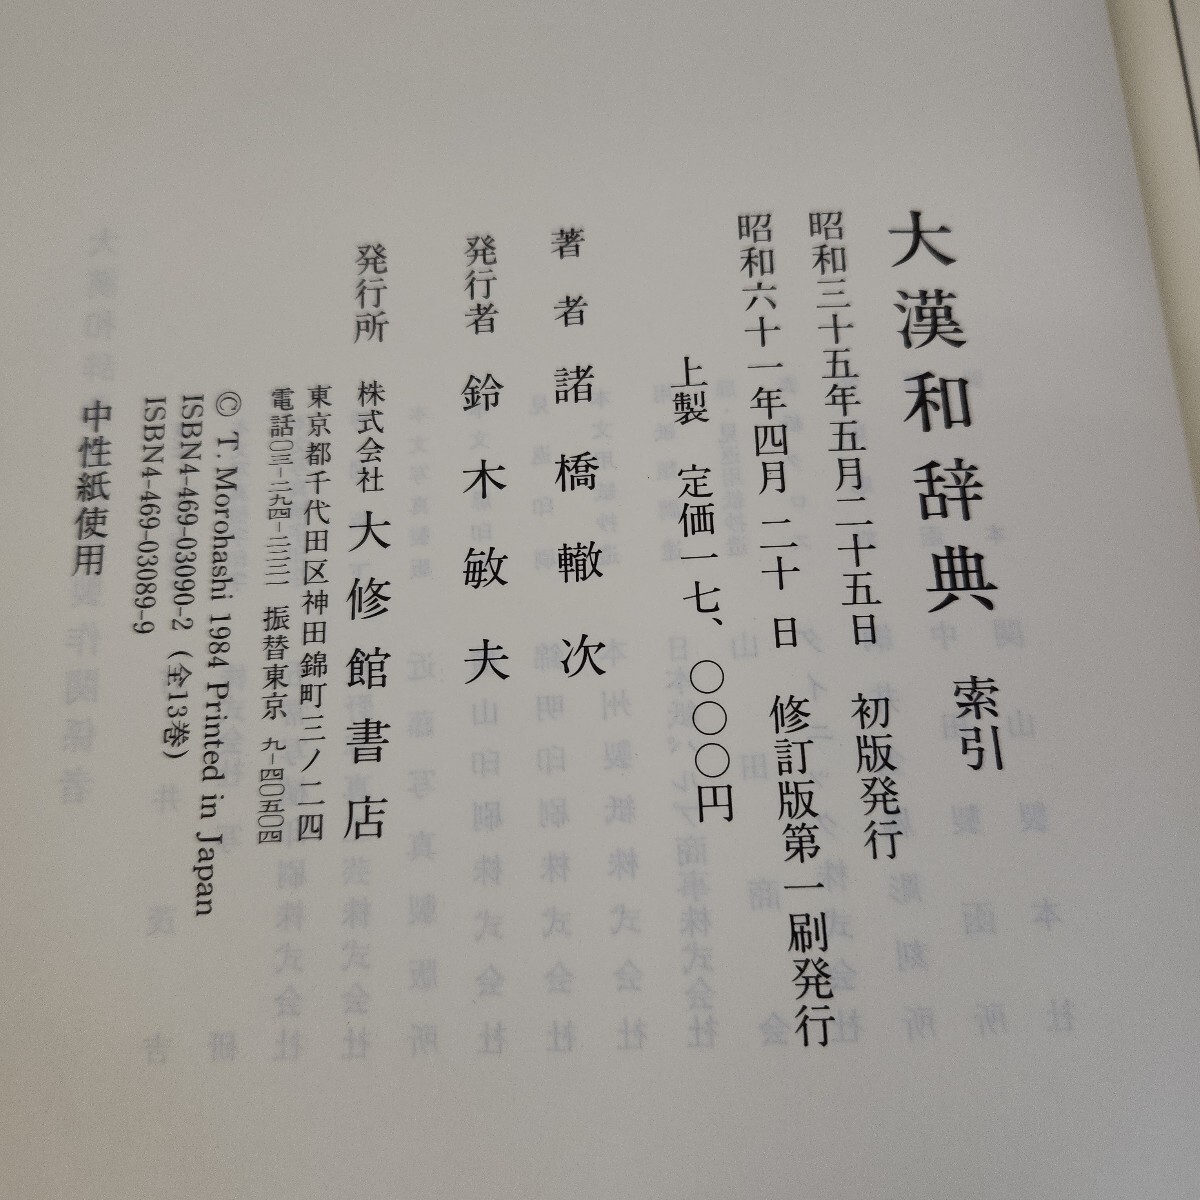 大漢和辞典 索引
昭和三十五年五月二十五日 初版発行
昭和六十一年四月二十日 修訂版第一刷発行
上製 定価一七、〇〇〇円
著者 諸橋轍次
発行者 鈴木敏夫
発行所 株式会社 大修館書店
東京都千代田区神田錦町三ノ二四
電話〇三-二九四-二二三一 振替東京 九-四〇五〇四
© T. Morohashi 1984 Printed in Japan
ISBN4-469-03090-2 (全13巻)
ISBN4-469-03089-9
中性紙使用